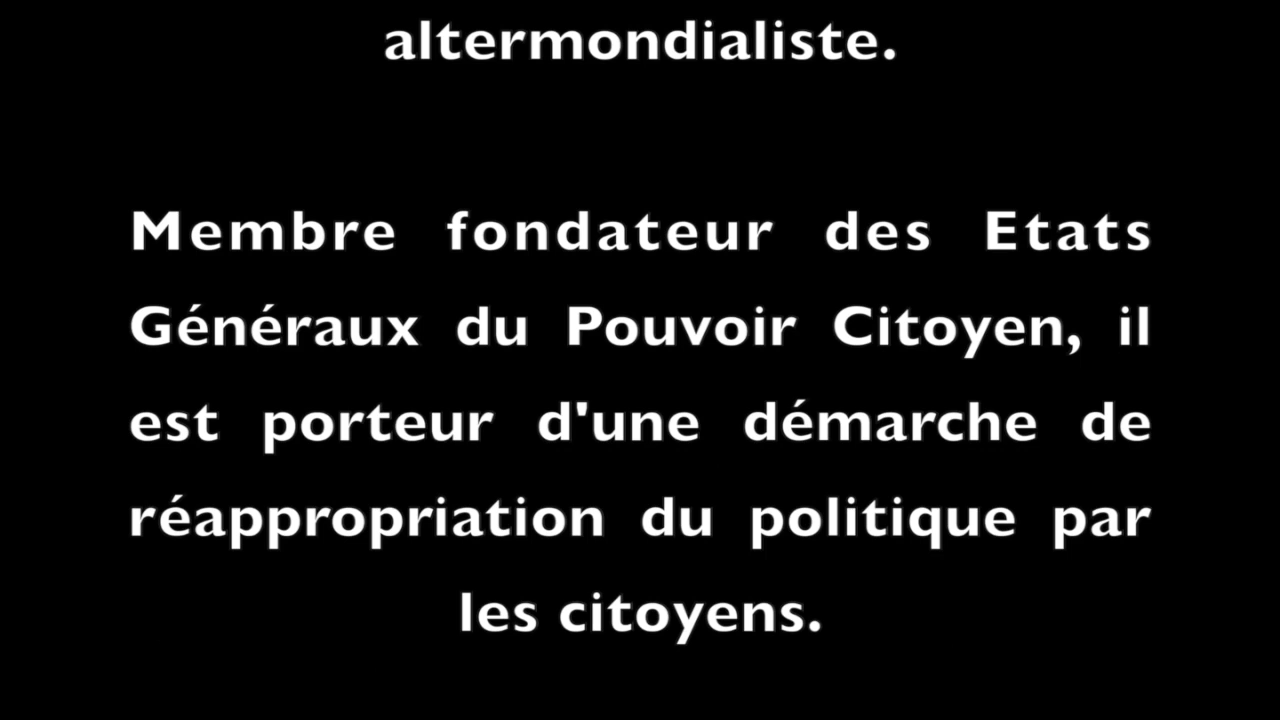 altermondialiste.
Membre fondateur des Etats
Généraux du Pouvoir Citoyen, il
est porteur d'une démarche de
réappropriation du politique par
les citoyens.